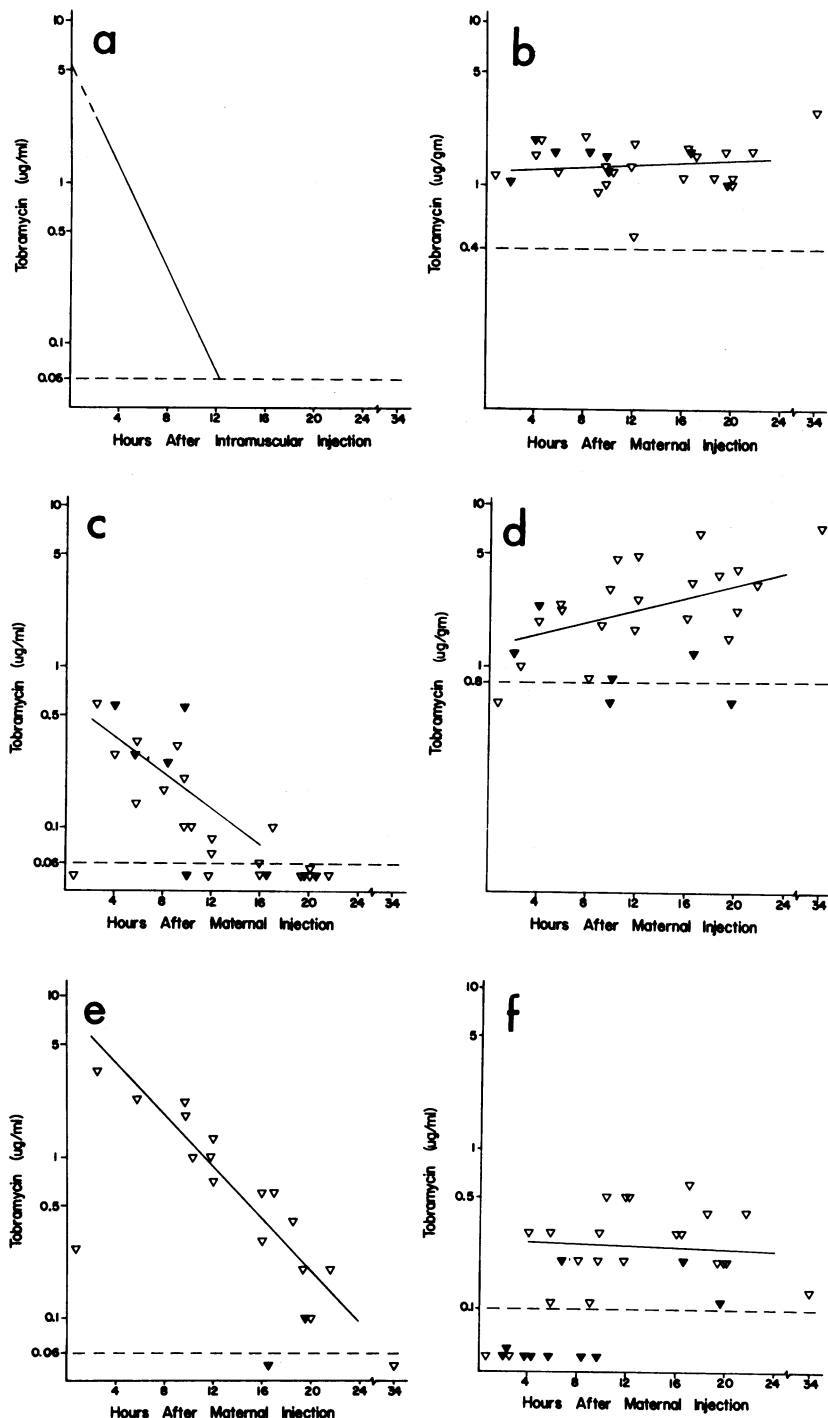 a
Tobramycin (ug/ml)
10
5
1
0.5
0.1
0.06
4 8 12 16 20 24 34
Hours After Intramuscular Injection
b
Tobramycin (ug/gm)
10
5
1
0.4
4 8 12 16 20 24 34
Hours After Maternal Injection
c
Tobramycin (ug/ml)
10
5
1
0.5
0.1
0.06
4 8 12 16 20 24 34
Hours After Maternal Injection
d
Tobramycin (ug/gm)
10
5
1
0.8
4 8 12 16 20 24 34
Hours After Maternal Injection
e
Tobramycin (ug/ml)
10
5
1
0.5
0.1
0.06
4 8 12 16 20 24 34
Hours After Maternal Injection
f
Tobramycin (ug/ml)
10
5
1
0.5
0.1
4 8 12 16 20 24 34
Hours After Maternal Injection